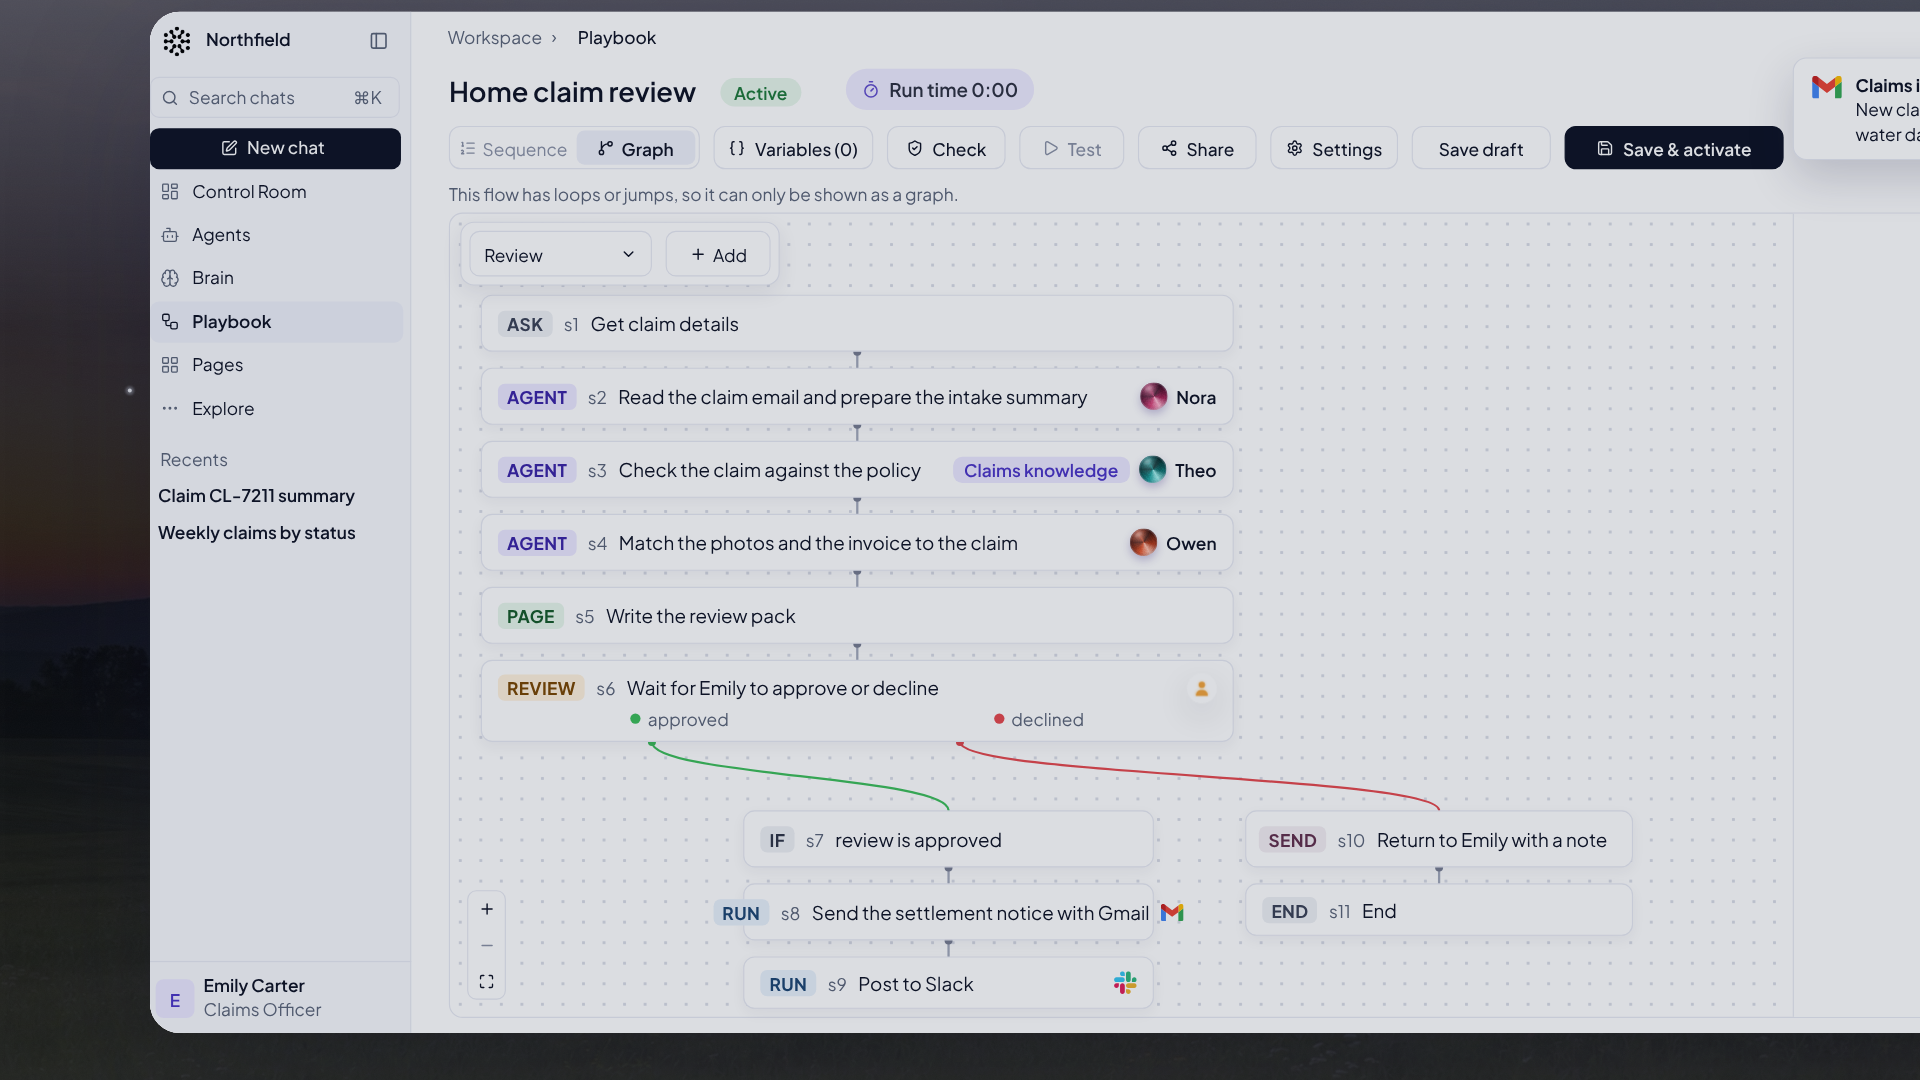 Northfield
Search chats ⌘K
New chat
Control Room
Agents
Brain
Playbook
Pages
Explore
Recents
Claim CL-7211 summary
Weekly claims by status
E
Emily Carter
Claims Officer
Workspace › Playbook
Home claim review Active Run time 0:00
Sequence Graph Variables (0) Check Test Share Settings Save draft Save & activate
This flow has loops or jumps, so it can only be shown as a graph.
Review + Add
ASK s1 Get claim details
AGENT s2 Read the claim email and prepare the intake summary Nora
AGENT s3 Check the claim against the policy Claims knowledge Theo
AGENT s4 Match the photos and the invoice to the claim Owen
PAGE s5 Write the review pack
REVIEW s6 Wait for Emily to approve or decline
approved declined
IF s7 review is approved
SEND s10 Return to Emily with a note
RUN s8 Send the settlement notice with Gmail
END s11 End
RUN s9 Post to Slack
Claims
New
water